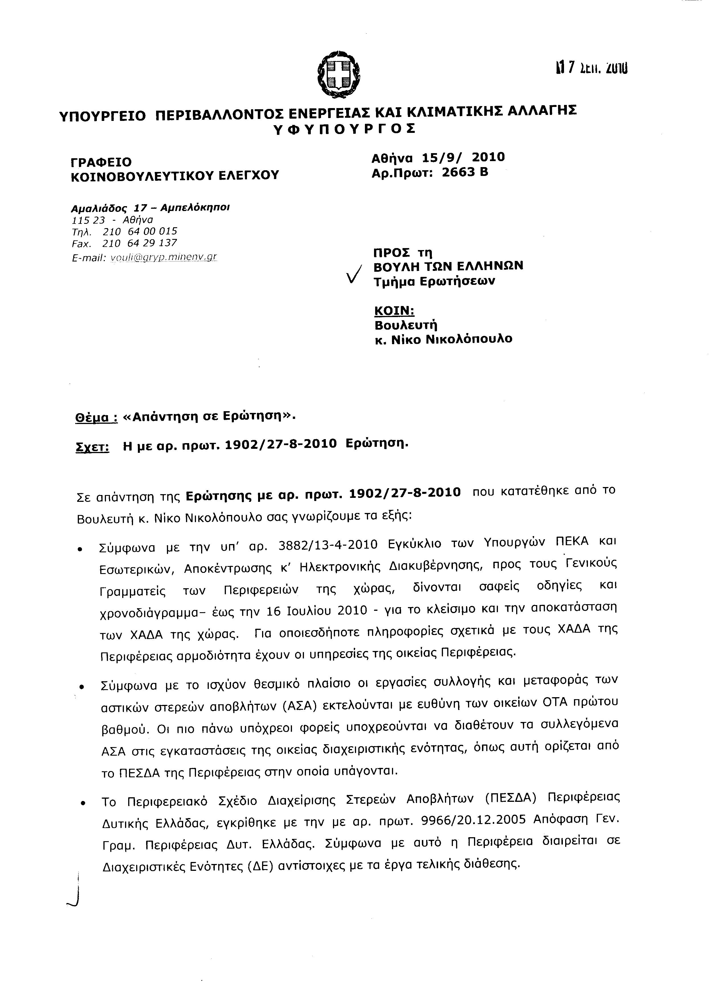 17 ΣΕΠ. 2010
ΥΠΟΥΡΓΕΙΟ ΠΕΡΙΒΑΛΛΟΝΤΟΣ ΕΝΕΡΓΕΙΑΣ ΚΑΙ ΚΛΙΜΑΤΙΚΗΣ ΑΛΛΑΓΗΣ
ΥΦΥΠΟΥΡΓΟΣ
ΓΡΑΦΕΙΟ
ΚΟΙΝΟΒΟΥΛΕΥΤΙΚΟΥ ΕΛΕΓΧΟΥ
Αθήνα 15/9/ 2010
Αρ.Πρωτ: 2663 Β
Αμαλιάδος 17 – Αμπελόκηποι
115 23 - Αθήνα
Τηλ. 210 64 00 015
Fax. 210 64 29 137
E-mail: vouli@gryp.minenv.gr
ΠΡΟΣ τη
ΒΟΥΛΗ ΤΩΝ ΕΛΛΗΝΩΝ
Τμήμα Ερωτήσεων
ΚΟΙΝ:
Βουλευτή
κ. Νίκο Νικολόπουλο
Θέμα : «Απάντηση σε Ερώτηση».
Σχετ: Η με αρ. πρωτ. 1902/27-8-2010 Ερώτηση.
Σε απάντηση της Ερώτησης με αρ. πρωτ. 1902/27-8-2010 που κατατέθηκε από το
Βουλευτή κ. Νίκο Νικολόπουλο σας γνωρίζουμε τα εξής:
• Σύμφωνα με την υπ’ αρ. 3882/13-4-2010 Εγκύκλιο των Υπουργών ΠΕΚΑ και
Εσωτερικών, Αποκέντρωσης κ’ Ηλεκτρονικής Διακυβέρνησης, προς τους Γενικούς
Γραμματείς των Περιφερειών της χώρας, δίνονται σαφείς οδηγίες και
χρονοδιάγραμμα– έως την 16 Ιουλίου 2010 - για το κλείσιμο και την αποκατάσταση
των ΧΑΔΑ της χώρας. Για οποιεσδήποτε πληροφορίες σχετικά με τους ΧΑΔΑ της
Περιφέρειας αρμοδιότητα έχουν οι υπηρεσίες της οικείας Περιφέρειας.
• Σύμφωνα με το ισχύον θεσμικό πλαίσιο οι εργασίες συλλογής και μεταφοράς των
αστικών στερεών αποβλήτων (ΑΣΑ) εκτελούνται με ευθύνη των οικείων ΟΤΑ πρώτου
βαθμού. Οι πιο πάνω υπόχρεοι φορείς υποχρεούνται να διαθέτουν τα συλλεγόμενα
ΑΣΑ στις εγκαταστάσεις της οικείας διαχειριστικής ενότητας, όπως αυτή ορίζεται από
το ΠΕΣΔΑ της Περιφέρειας στην οποία υπάγονται.
• Το Περιφερειακό Σχέδιο Διαχείρισης Στερεών Αποβλήτων (ΠΕΣΔΑ) Περιφέρειας
Δυτικής Ελλάδας, εγκρίθηκε με την με αρ. πρωτ. 9966/20.12.2005 Απόφαση Γεν.
Γραμ. Περιφέρειας Δυτ. Ελλάδας. Σύμφωνα με αυτό η Περιφέρεια διαιρείται σε
Διαχειριστικές Ενότητες (ΔΕ) αντίστοιχες με τα έργα τελικής διάθεσης.